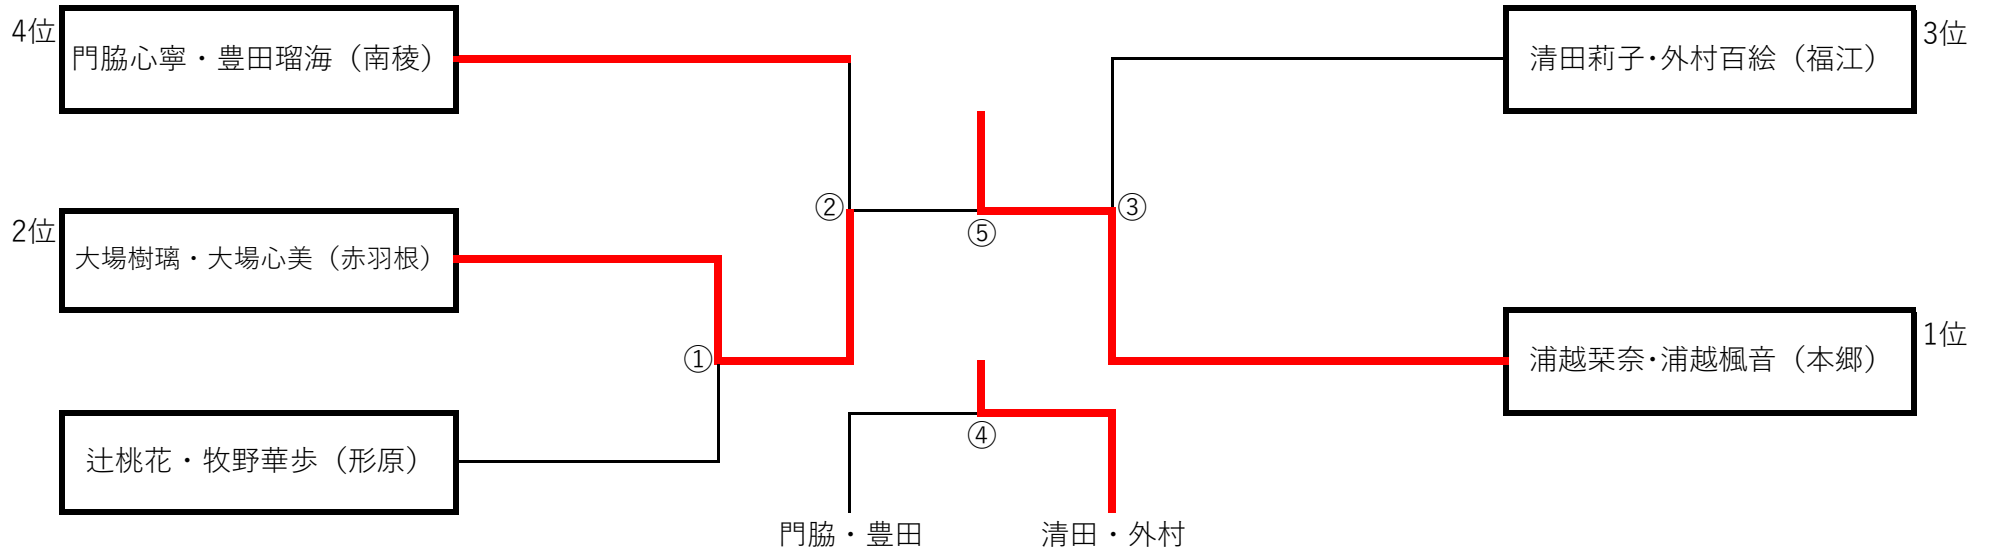 4位
門脇心寧・豊田瑠海（南稜）
清田莉子・外村百絵（福江）
3位
②
③
⑤
2位
大場樹璃・大場心美（赤羽根）
①
浦越栞奈・浦越楓音（本郷）
1位
④
辻桃花・牧野華歩（形原）
門脇・豊田
清田・外村